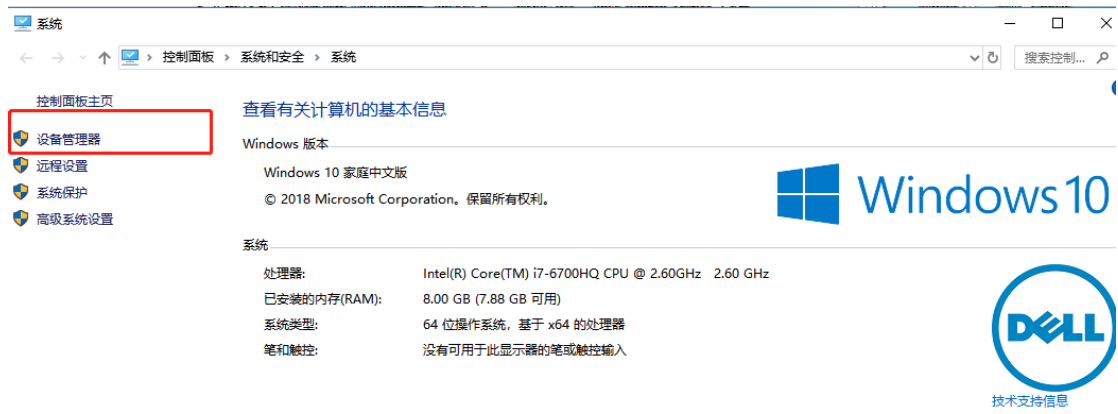 系统
控制面板 › 系统和安全 › 系统
搜索控制...
控制面板主页
设备管理器
远程设置
系统保护
高级系统设置
查看有关计算机的基本信息
Windows 版本
Windows 10 家庭中文版
© 2018 Microsoft Corporation。保留所有权利。
Windows 10
系统
处理器: Intel(R) Core(TM) i7-6700HQ CPU @ 2.60GHz 2.60 GHz
已安装的内存(RAM): 8.00 GB (7.88 GB 可用)
系统类型: 64 位操作系统, 基于 x64 的处理器
笔和触控: 没有可用于此显示器的笔或触控输入
DELL
技术支持信息